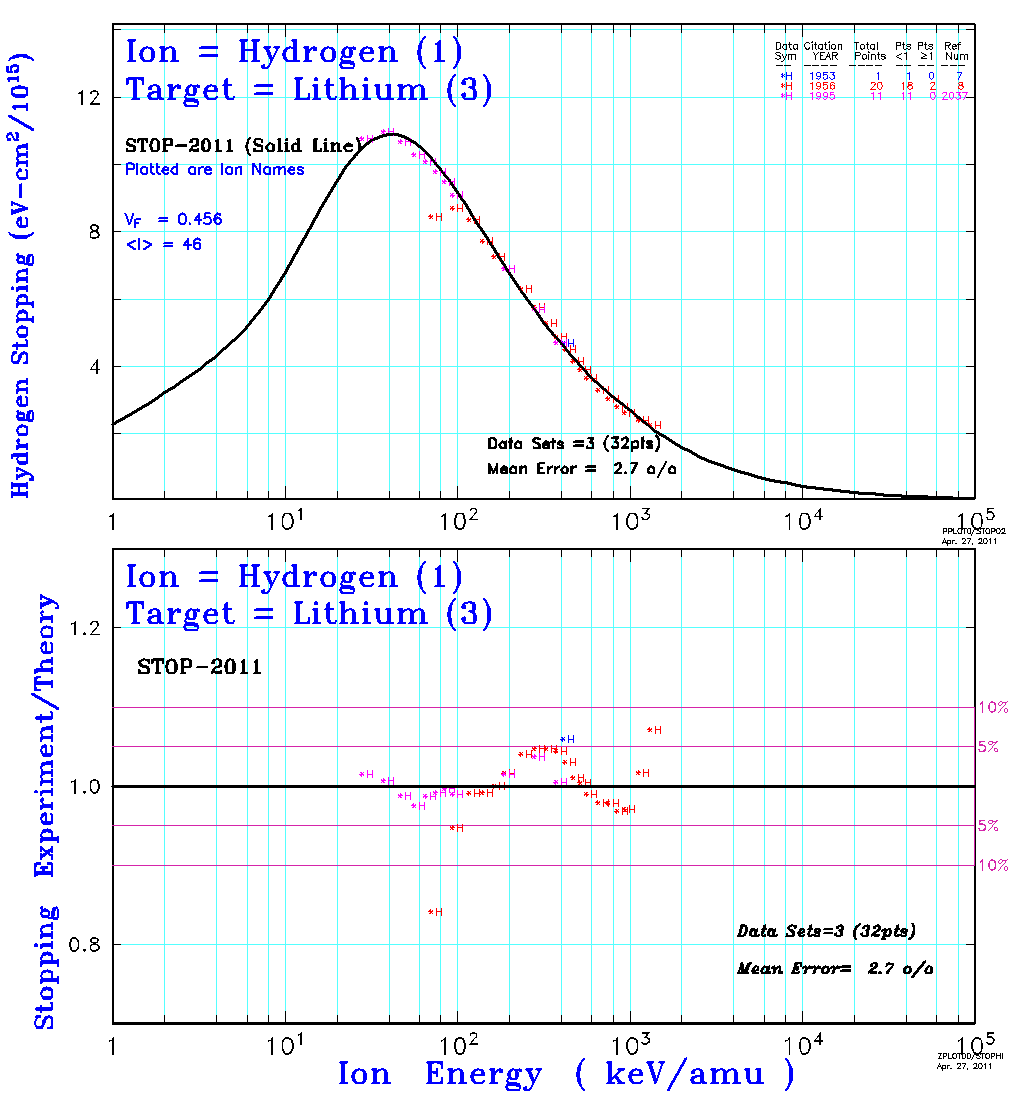 Ion = Hydrogen (1)
Target = Lithium (3)
STOP-2011 (Solid Line)
Plotted are Ion Names
VF = 0.456
<I> = 46
Data Citation Total Pts Pts Ref
Sym YEAR Points <1 ≥1 Num
*H 1953 1 1 0 7
*H 1956 20 18 2 8
*H 1995 11 11 0 2037
Hydrogen Stopping (eV-cm²/10¹⁵)
12
8
4
Data Sets =3 (32pts)
Mean Error = 2.7 o/o
1 10¹ 10² 10³ 10⁴ 10⁵
PPLOTD/STOP02
Apr. 27, 2011
Ion = Hydrogen (1)
Target = Lithium (3)
STOP-2011
Stopping Experiment/Theory
1.2
1.0
0.8
10%
5%
5%
10%
Data Sets=3 (32pts)
Mean Error= 2.7 o/o
1 10¹ 10² 10³ 10⁴ 10⁵
ZPLOTDD/STOPHI
Apr. 27, 2011
Ion Energy ( keV/amu )